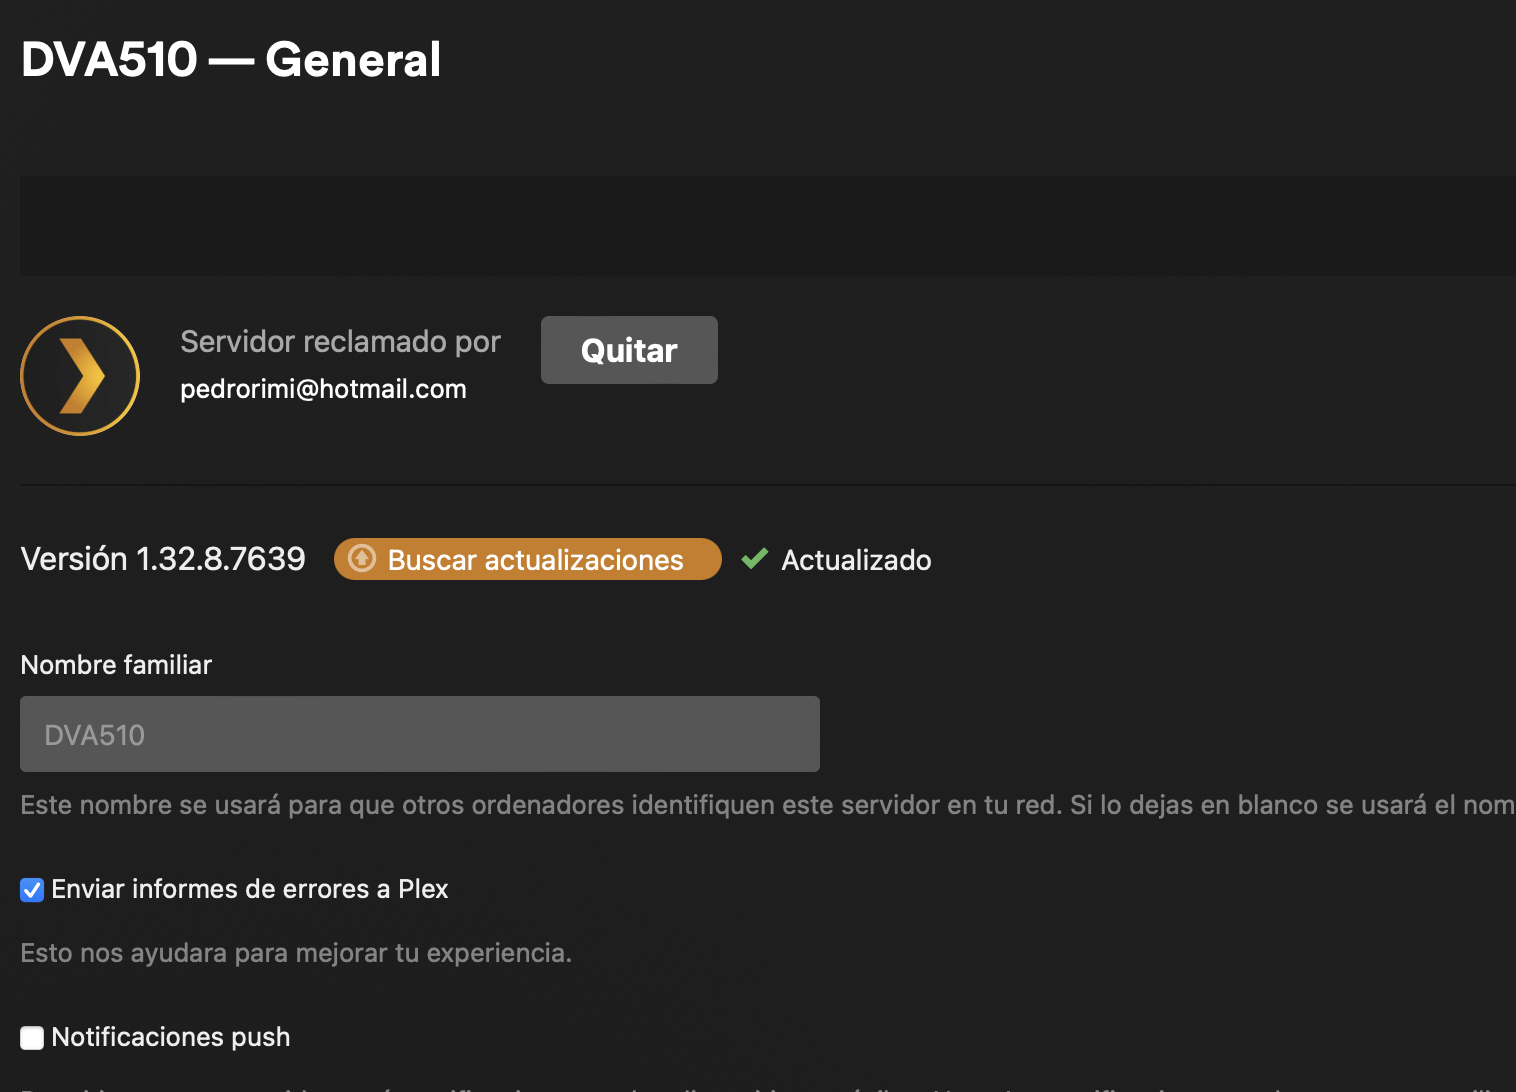 DVA510 — General
Servidor reclamado por
pedrorimi@hotmail.com
Quitar
Versión 1.32.8.7639
Buscar actualizaciones
Actualizado
Nombre familiar
DVA510
Este nombre se usará para que otros ordenadores identifiquen este servidor en tu red. Si lo dejas en blanco se usará el nom
Enviar informes de errores a Plex
Esto nos ayudara para mejorar tu experiencia.
Notificaciones push